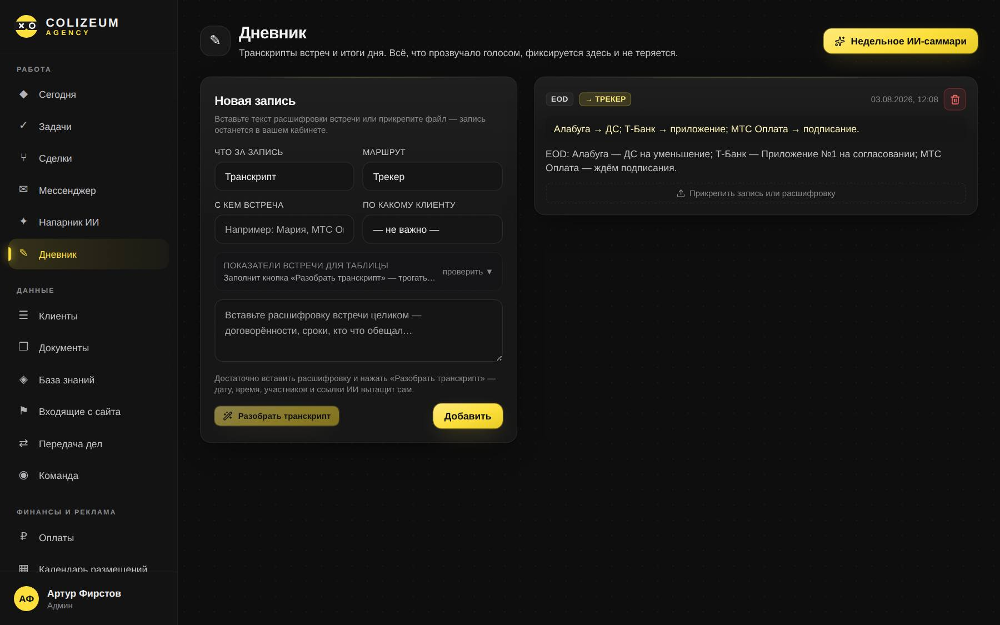 COLIZEUM
AGENCY
РАБОТА
Сегодня
Задачи
Сделки
Мессенджер
Напарник ИИ
Дневник
ДАННЫЕ
Клиенты
Документы
База знаний
Входящие с сайта
Передача дел
Команда
ФИНАНСЫ И РЕКЛАМА
Оплаты
Календарь размещений
АФ
Артур Фирстов
Админ
Дневник
Транскрипты встреч и итоги дня. Всё, что прозвучало голосом, фиксируется здесь и не теряется.
Недельное ИИ-саммари
Новая запись
Вставьте текст расшифровки встречи или прикрепите файл — запись
останется в вашем кабинете.
ЧТО ЗА ЗАПИСЬ
МАРШРУТ
Транскрипт
Трекер
С КЕМ ВСТРЕЧА
ПО КАКОМУ КЛИЕНТУ
Например: Мария, МТС О
— не важно —
ПОКАЗАТЕЛИ ВСТРЕЧИ ДЛЯ ТАБЛИЦЫ
Заполнит кнопка «Разобрать транскрипт» — трогать…
проверить ▼
Вставьте расшифровку встречи целиком —
договорённости, сроки, кто что обещал…
Достаточно вставить расшифровку и нажать «Разобрать транскрипт» —
дату, время, участников и ссылки ИИ вытащит сам.
Разобрать транскрипт
Добавить
EOD
→ ТРЕКЕР
03.08.2026, 12:08
Алабуга → ДС; Т-Банк → приложение; МТС Оплата → подписание.
EOD: Алабуга — ДС на уменьшение; Т-Банк — Приложение №1 на согласовании; МТС
Оплата — ждём подписания.
Прикрепить запись или расшифровку